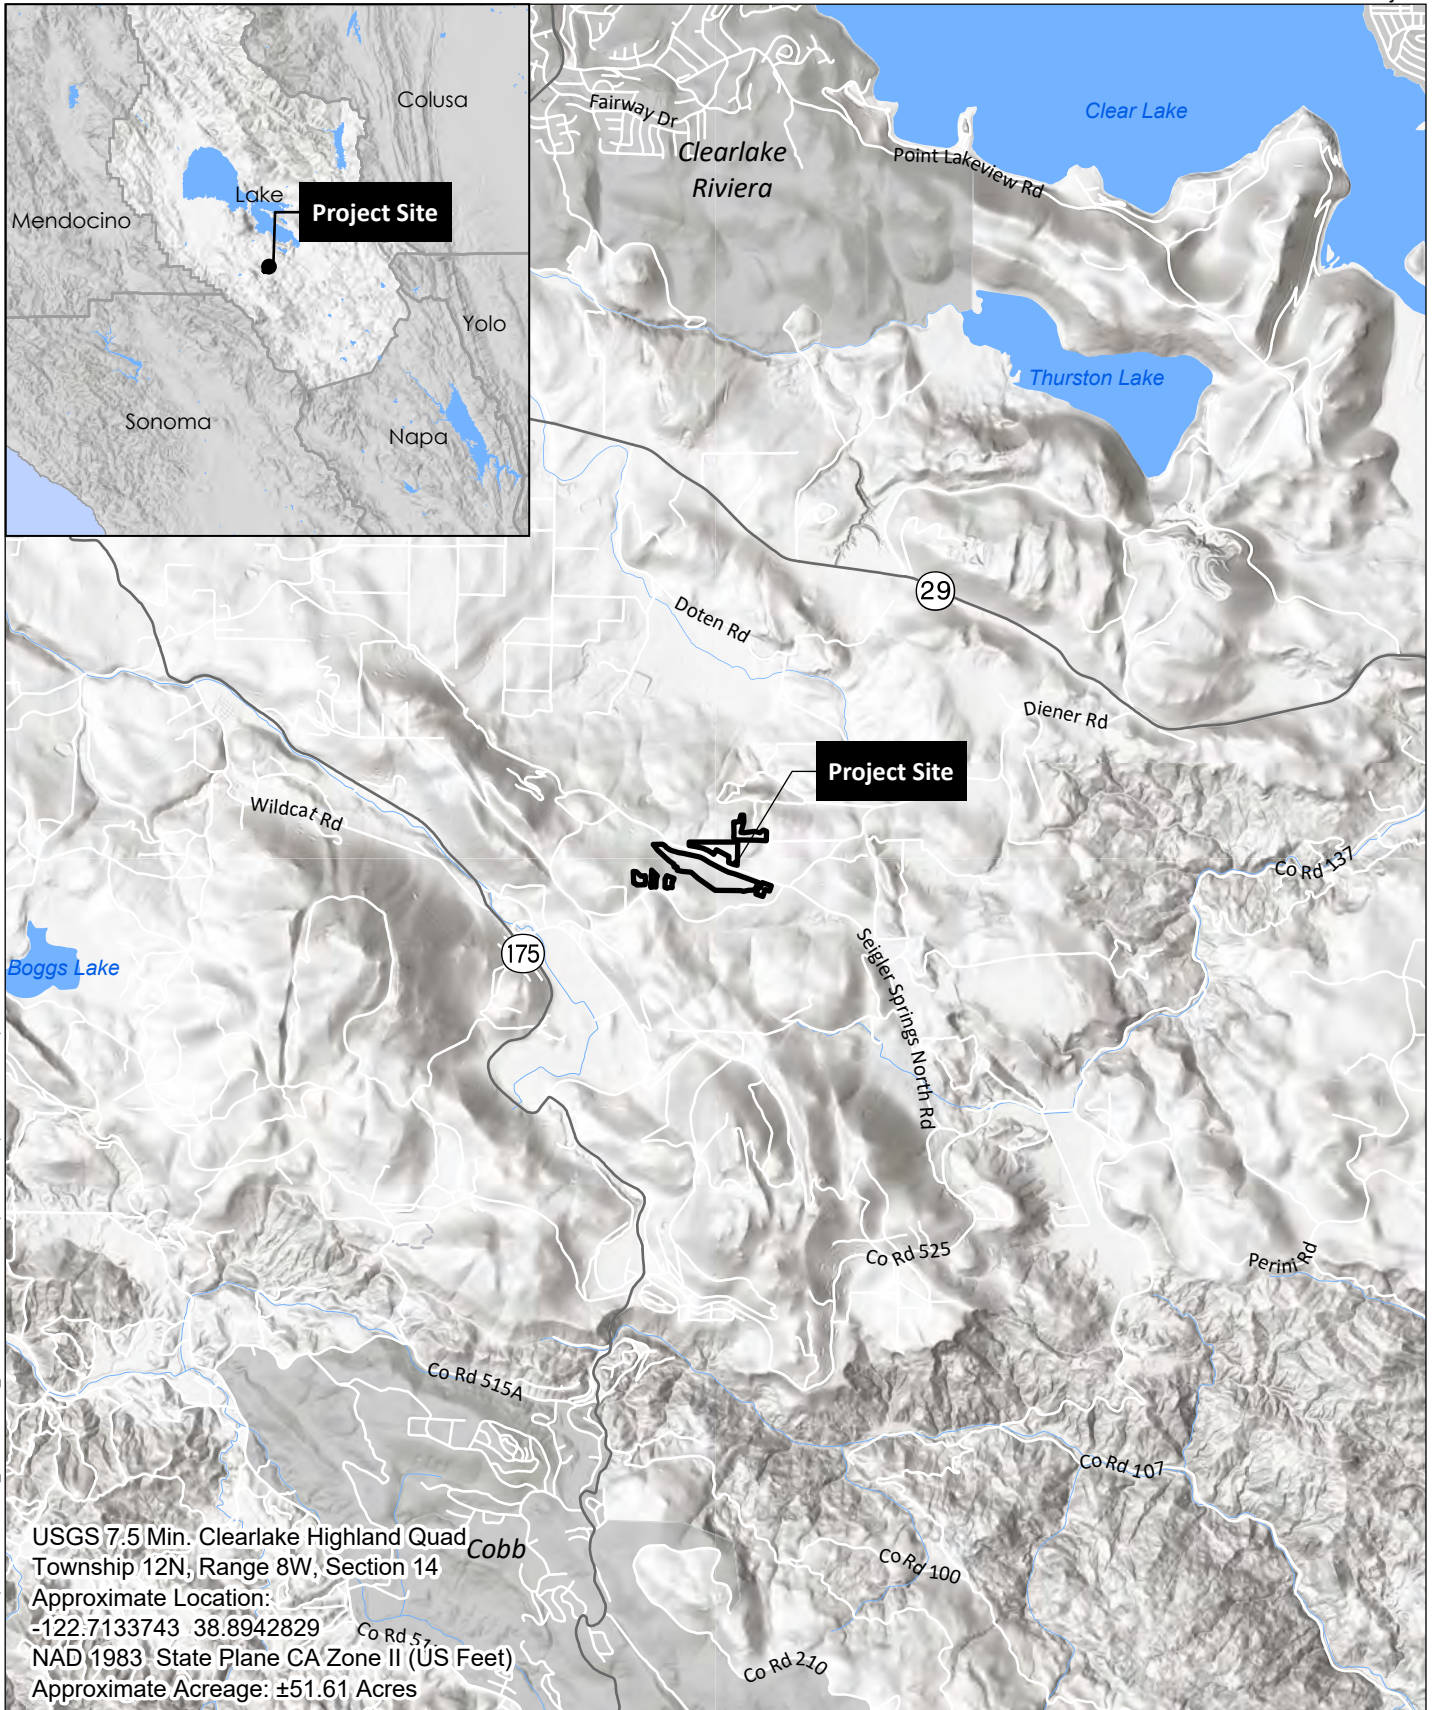 Colusa
Lake
Mendocino
Project Site
Yolo
Sonoma
Napa
Fairway Dr
Clearlake
Riviera
Clear Lake
Point Lakeview Rd
Thurston Lake
29
Doten Rd
Diener Rd
Project Site
Wildcat Rd
Co Rd 137
175
Boggs Lake
Seigler Springs North Rd
Co Rd 525
Perini Rd
Co Rd 515A
Co Rd 107
Cobb
Co Rd 100
Co Rd 210
USGS 7.5 Min. Clearlake Highland Quad
Township 12N, Range 8W, Section 14
Approximate Location:
-122.7133743 38.8942829
Co Rd
NAD 1983 State Plane CA Zone II (US Feet)
Approximate Acreage: ±51.61 Acres